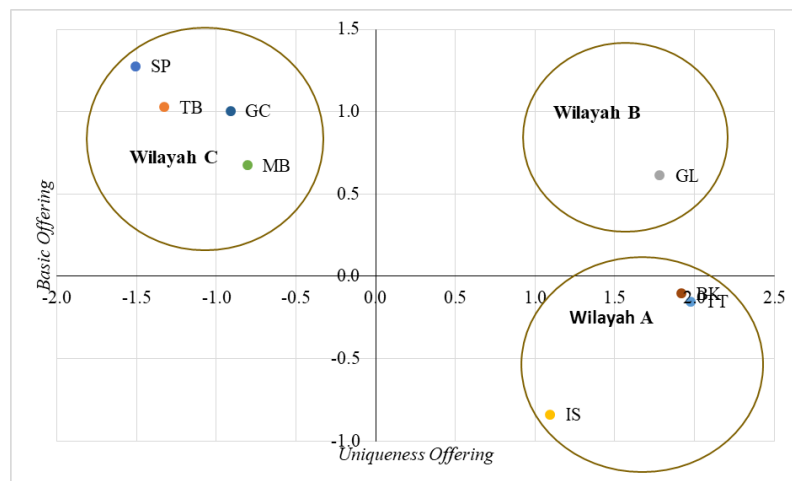 1.5
SP
TB
GC
1.0
Wilayah B
Wilayah C
MB
0.5
GL
Basic Offering
0.0
-2.0 -1.5 -1.0 -0.5 0.0 0.5 1.0 1.5 2.0 2.5
BK
TT
Wilayah A
-0.5
IS
-1.0
Uniqueness Offering